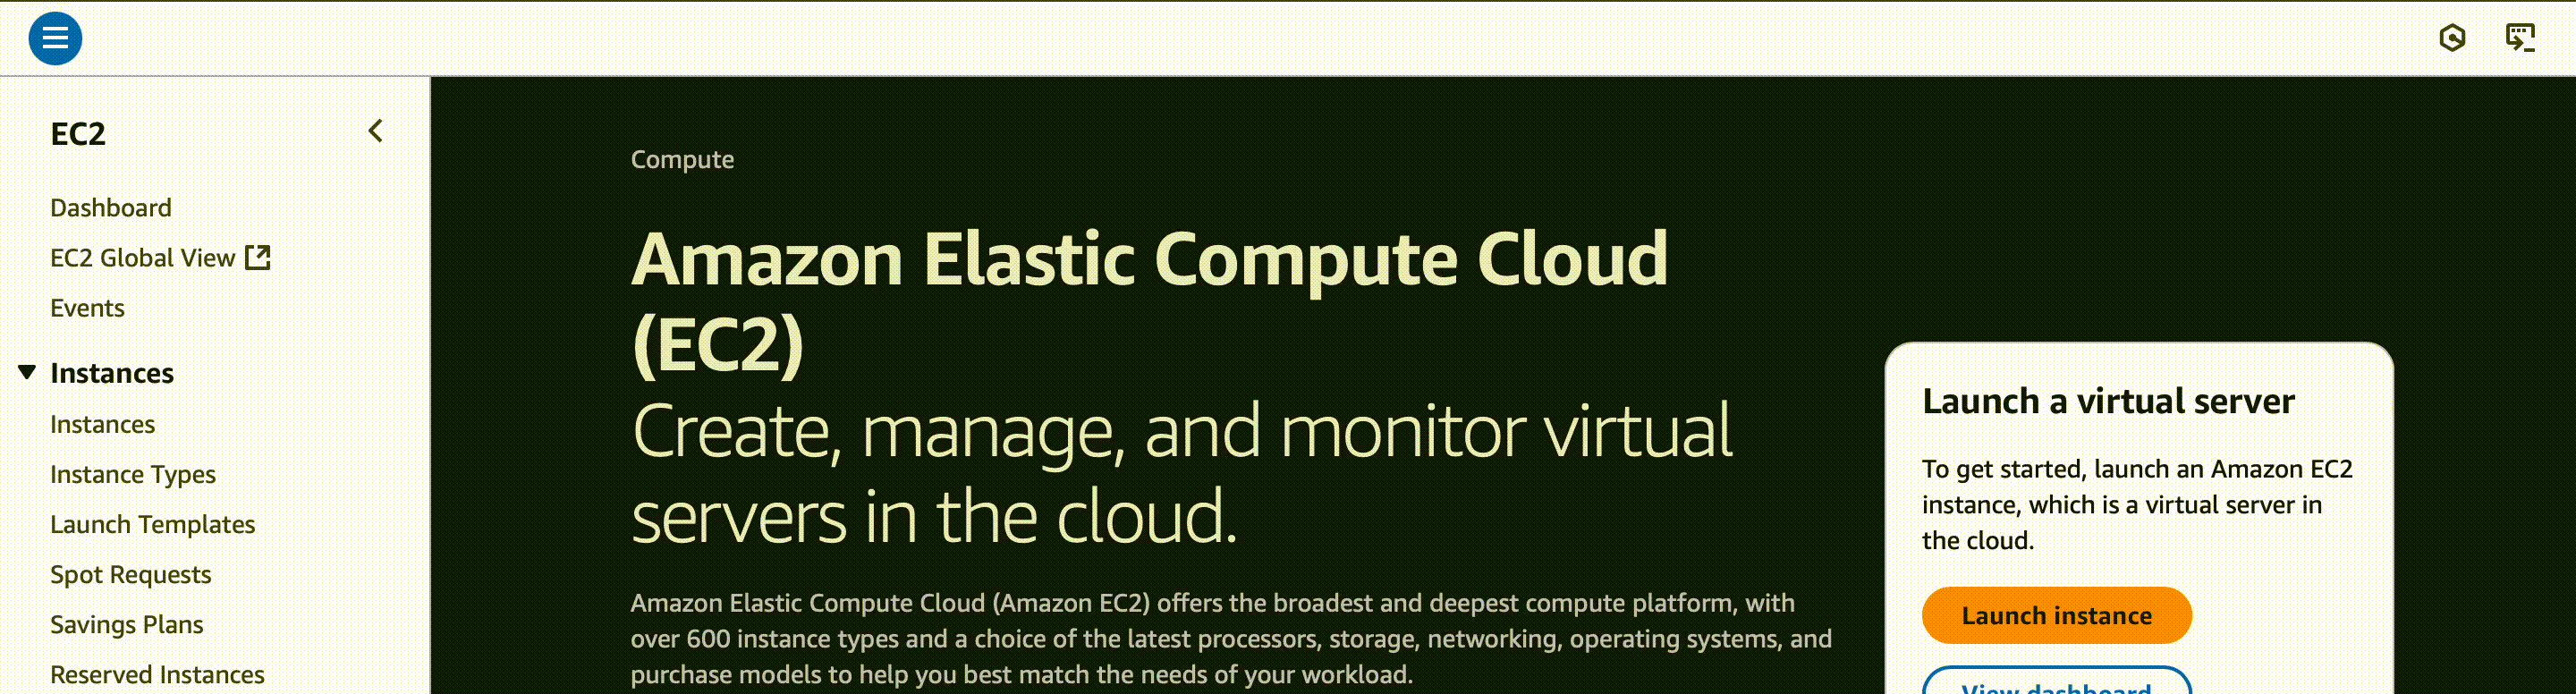 EC2
Dashboard
EC2 Global View
Events
Instances
Instances
Instance Types
Launch Templates
Spot Requests
Savings Plans
Reserved Instances
Compute
Amazon Elastic Compute Cloud
(EC2)
Create, manage, and monitor virtual
servers in the cloud.
Amazon Elastic Compute Cloud (Amazon EC2) offers the broadest and deepest compute platform, with
over 600 instance types and a choice of the latest processors, storage, networking, operating systems, and
purchase models to help you best match the needs of your workload.
Launch a virtual server
To get started, launch an Amazon EC2
instance, which is a virtual server in
the cloud.
Launch instance
View dashboard